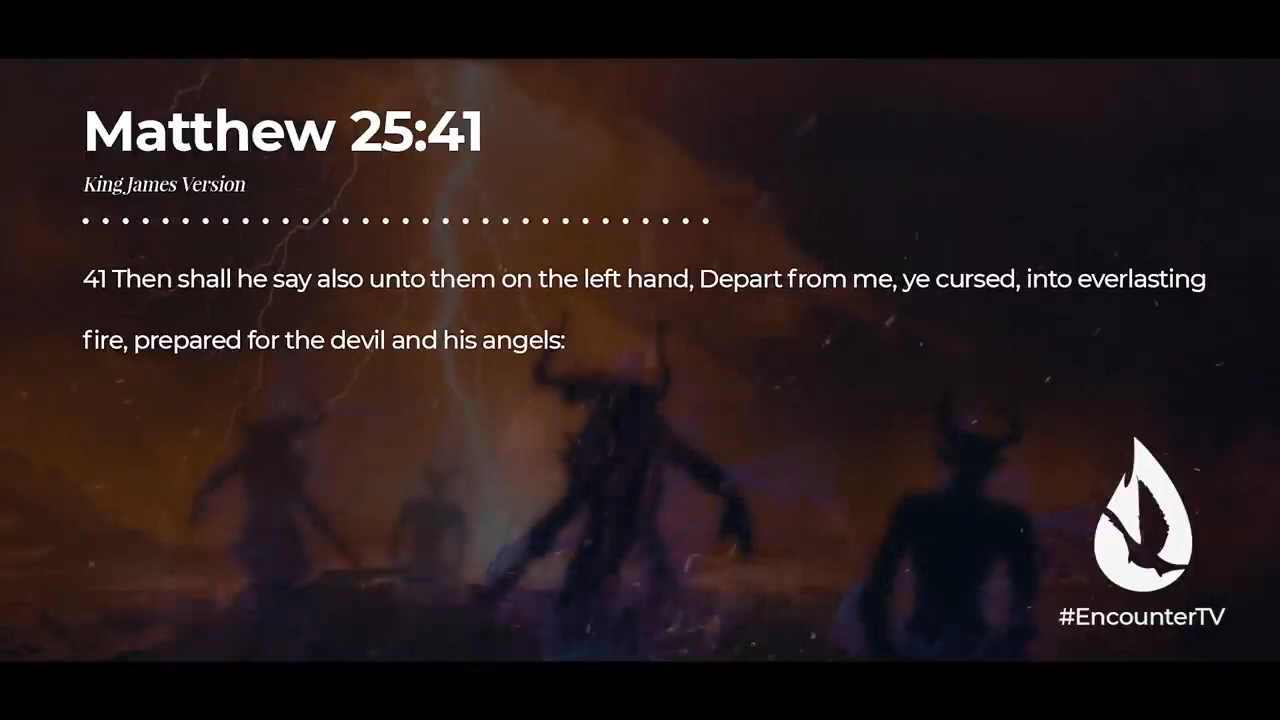 Matthew 25:41
King James Version
41 Then shall he say also unto them on the left hand, Depart from me, ye cursed, into everlasting
fire, prepared for the devil and his angels:
#EncounterTV